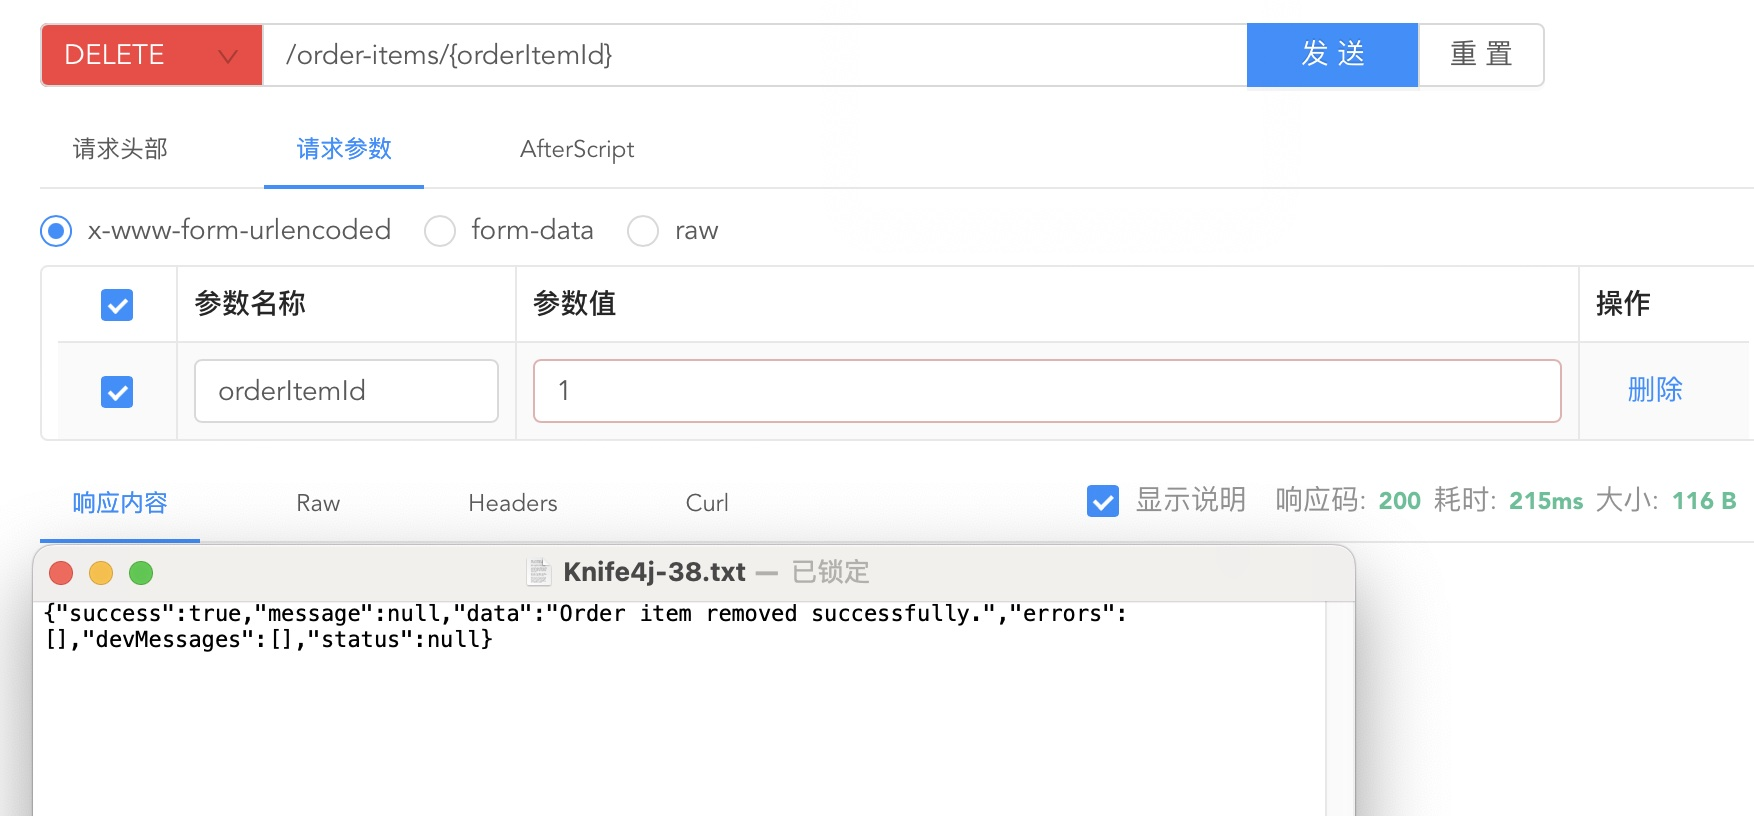 DELETE /order-items/{orderItemId} 发 送 重 置
请求头部 请求参数 AfterScript
x-www-form-urlencoded form-data raw
参数名称 参数值 操作
orderItemId 1 删除
响应内容 Raw Headers Curl 显示说明 响应码: 200 耗时: 215ms 大小: 116 B
Knife4j-38.txt — 已锁定
{"success":true,"message":null,"data":"Order item removed successfully.","errors":
[],"devMessages":[],"status":null}